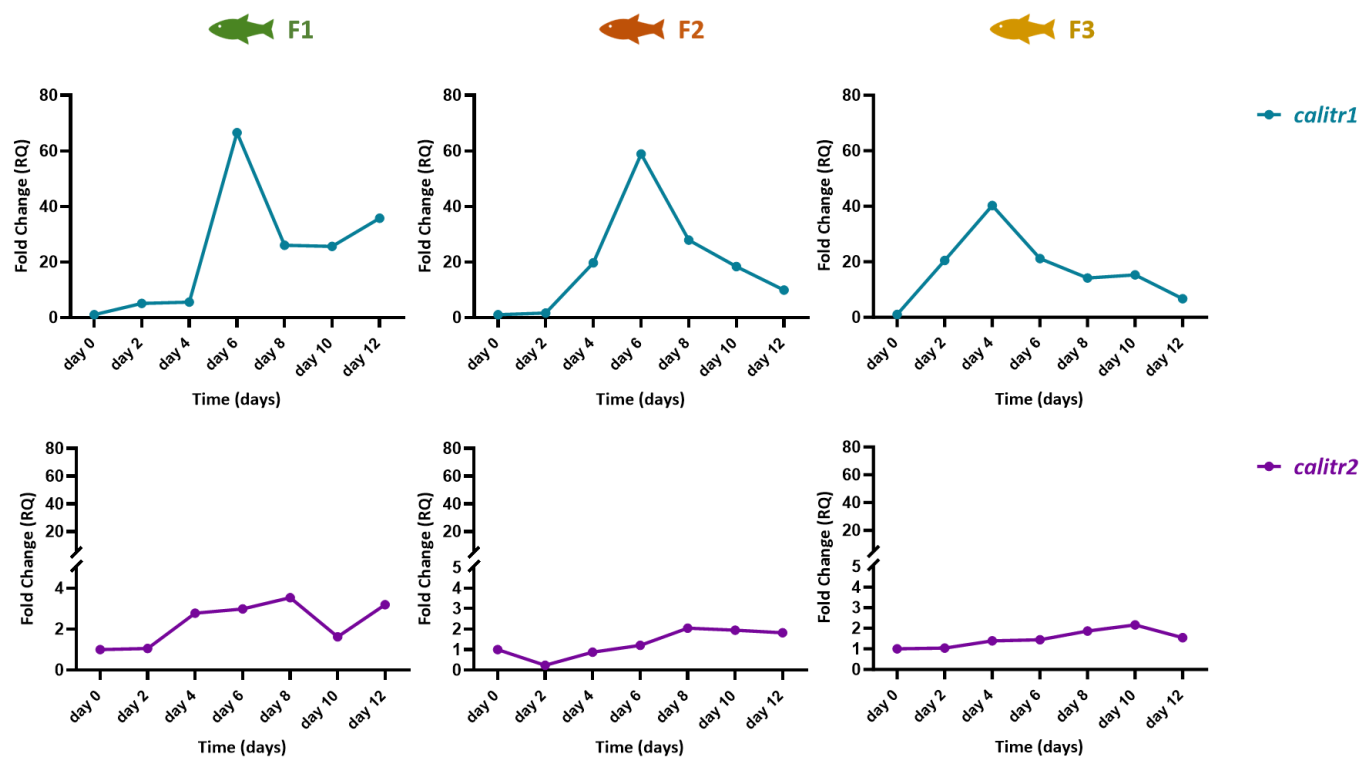 F1
F2
F3
80
60
40
20
0
Fold Change (RQ)
day 0
day 2
day 4
day 6
day 8
day 10
day 12
Time (days)
80
60
40
20
0
Fold Change (RQ)
day 0
day 2
day 4
day 6
day 8
day 10
day 12
Time (days)
80
60
40
20
0
Fold Change (RQ)
day 0
day 2
day 4
day 6
day 8
day 10
day 12
Time (days)
calitr1
80
60
40
20
4
2
0
Fold Change (RQ)
day 0
day 2
day 4
day 6
day 8
day 10
day 12
Time (days)
80
60
40
20
5
4
3
2
1
0
Fold Change (RQ)
day 0
day 2
day 4
day 6
day 8
day 10
day 12
Time (days)
80
60
40
20
5
4
3
2
1
0
Fold Change (RQ)
day 0
day 2
day 4
day 6
day 8
day 10
day 12
Time (days)
calitr2